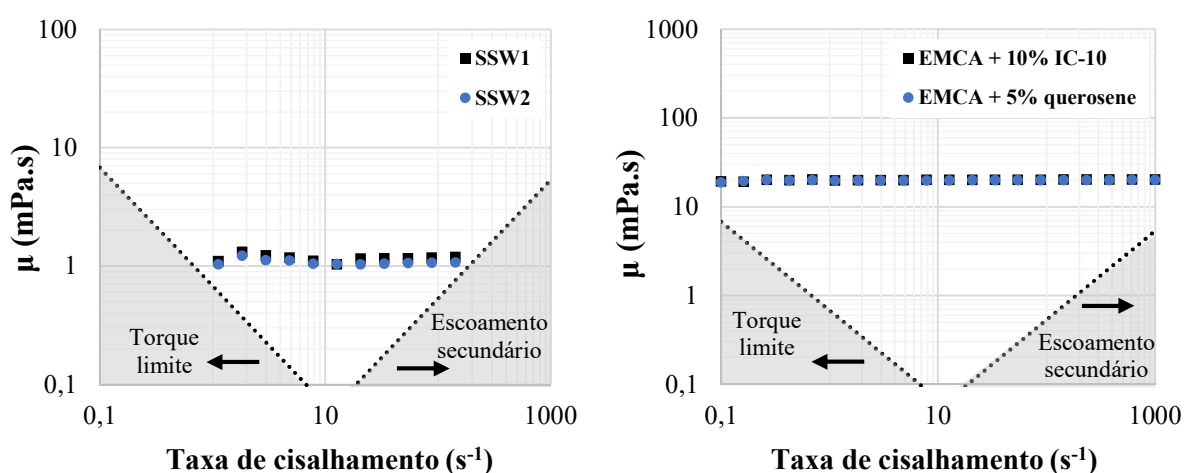 100
10
1
0,1
0,1
10
1000
μ (mPa.s)
Taxa de cisalhamento (s⁻¹)
SSW1
SSW2
Torque
limite
Escoamento
secundário
1000
100
10
1
0,1
0,1
10
1000
μ (mPa.s)
Taxa de cisalhamento (s⁻¹)
EMCA + 10% IC-10
EMCA + 5% querosene
Torque
limite
Escoamento
secundário